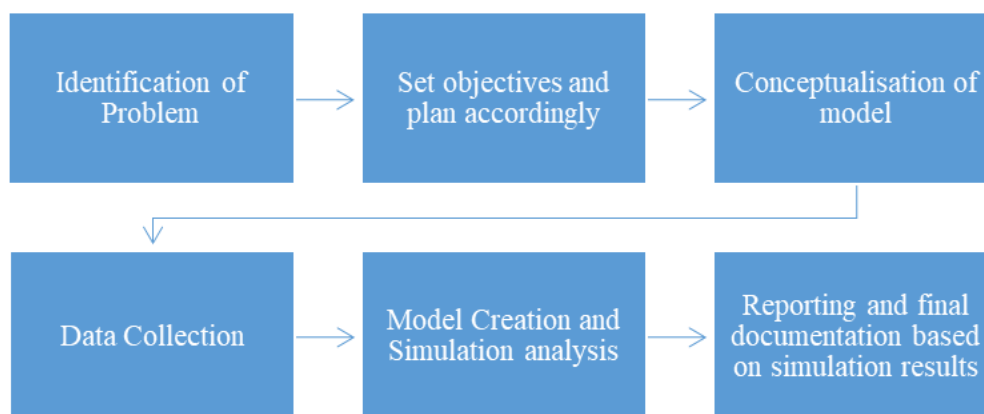 Identification of
Problem
Set objectives and
plan accordingly
Conceptualisation of
model
Data Collection
Model Creation and
Simulation analysis
Reporting and final
documentation based
on simulation results